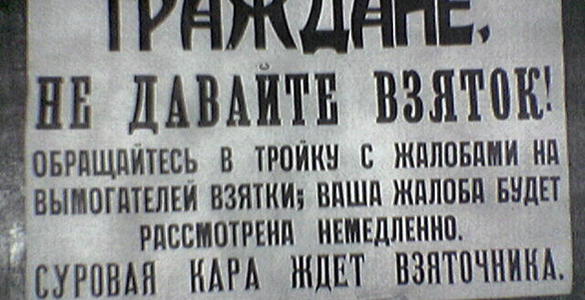 ГРАЖДАНЕ,
НЕ ДАВАЙТЕ ВЗЯТОК!
ОБРАЩАЙТЕСЬ В ТРОЙКУ С ЖАЛОБАМИ НА
ВЫМОГАТЕЛЕЙ ВЗЯТКИ; ВАША ЖАЛОБА БУДЕТ
РАССМОТРЕНА НЕМЕДЛЕННО.
СУРОВАЯ КАРА ЖДЕТ ВЗЯТОЧНИКА.